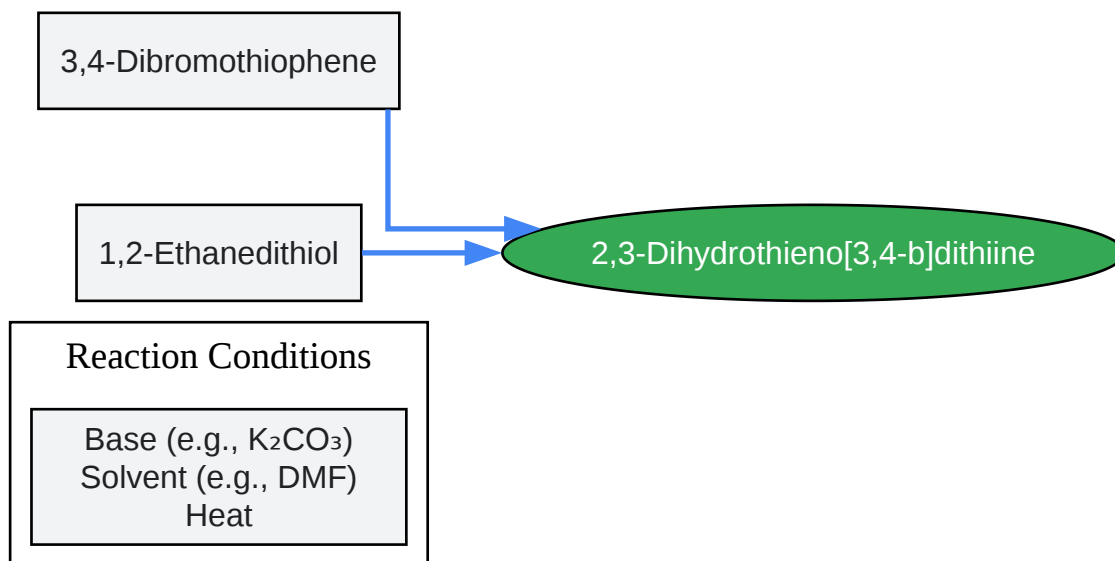 3,4-Dibromothiophene
1,2-Ethanedithiol
2,3-Dihydrothieno[3,4-b]dithiine
Reaction Conditions
Base (e.g., K₂CO₃)
Solvent (e.g., DMF)
Heat